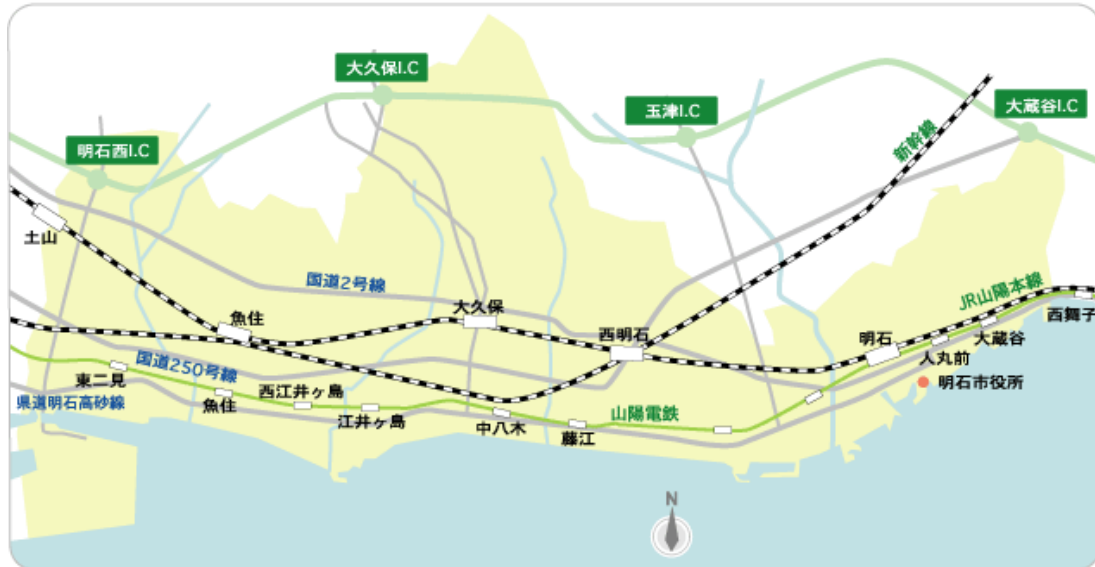 大久保I.C
玉津I.C
大蔵谷I.C
明石西I.C
新幹線
土山
国道2号線
魚住
大久保
西明石
明石
JR山陽本線
西舞子
大蔵谷
人丸前
明石市役所
国道250号線
東二見
県道明石高砂線
魚住
西江井ヶ島
江井ヶ島
中八木
藤江
山陽電鉄
N